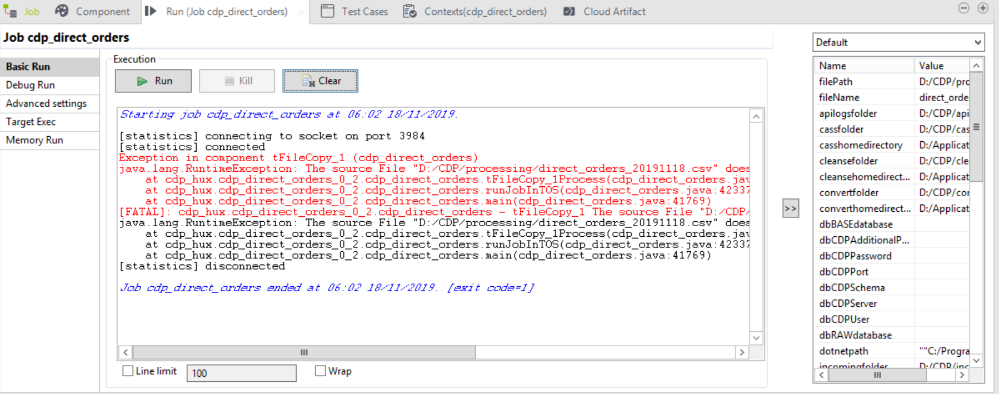 Job Component Run (Job cdp_direct_orders) Test Cases Contexts(cdp_direct_orders) Cloud Artifact
Job cdp_direct_orders
Basic Run
Debug Run
Advanced settings
Target Exec
Memory Run
Execution
Run Kill Clear
Starting job cdp_direct_orders at 06:02 18/11/2019.
[statistics] connecting to socket on port 3984
[statistics] connected
Exception in component tFileCopy_1 (cdp_direct_orders)
java.lang.RuntimeException: The source File "D:/CDP/processing/direct_orders_20191118.csv" does
at cdp_hux.cdp_direct_orders_0_2.cdp_direct_orders.tFileCopy_1Process(cdp_direct_orders.jav
at cdp_hux.cdp_direct_orders_0_2.cdp_direct_orders.runJobInTOS(cdp_direct_orders.java:42337
at cdp_hux.cdp_direct_orders_0_2.cdp_direct_orders.main(cdp_direct_orders.java:41769)
[FATAL]: cdp_hux.cdp_direct_orders_0_2.cdp_direct_orders - tFileCopy_1 The source File "D:/CDP/
java.lang.RuntimeException: The source File "D:/CDP/processing/direct_orders_20191118.csv" does
at cdp_hux.cdp_direct_orders_0_2.cdp_direct_orders.tFileCopy_1Process(cdp_direct_orders.jav
at cdp_hux.cdp_direct_orders_0_2.cdp_direct_orders.runJobInTOS(cdp_direct_orders.java:42337
at cdp_hux.cdp_direct_orders_0_2.cdp_direct_orders.main(cdp_direct_orders.java:41769)
[statistics] disconnected
Job cdp_direct_orders ended at 06:02 18/11/2019. [exit code=1]
Line limit 100 Wrap
>>
Default
Name Value
filePath D:/CDP/pro
fileName direct_orde
apilogsfolder D:/CDP/api
cassfolder D:/CDP/cas
casshomedirectory D:/Applicat
cleansefolder D:/CDP/cle
cleansehomedirect... D:/Applicat
convertfolder D:/CDP/cor
converthomedirect... D:/Applicat
dbBASEdatabase
dbCDPAdditionalP...
dbCDPPassword
dbCDPPort
dbCDPSchema
dbCDPServer
dbCDPUser
dbRAWdatabase
dotnetpath ""C:/Progra
incomingfolder D:/CDP/inc